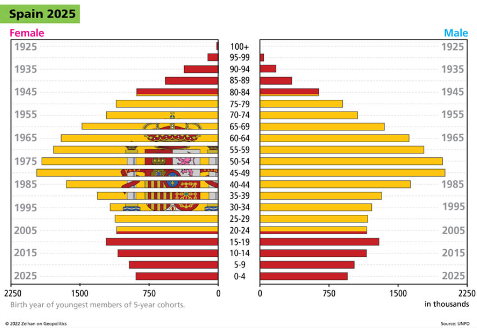 Spain 2025
Female Male
1925 100+ 1925
95-99
1935 90-94 1935
85-89
1945 80-84 1945
75-79
1955 70-74 1955
65-69
1965 60-64 1965
55-59
1975 50-54 1975
45-49
1985 40-44 1985
35-39
1995 30-34 1995
25-29
2005 20-24 2005
15-19
2015 10-14 2015
5-9
2025 0-4 2025
2250 1500 750 0 0 750 1500 2250
Birth year of youngest members of 5-year cohorts. in thousands
© 2022 Zeihan on Geopolitics Source: UNPD